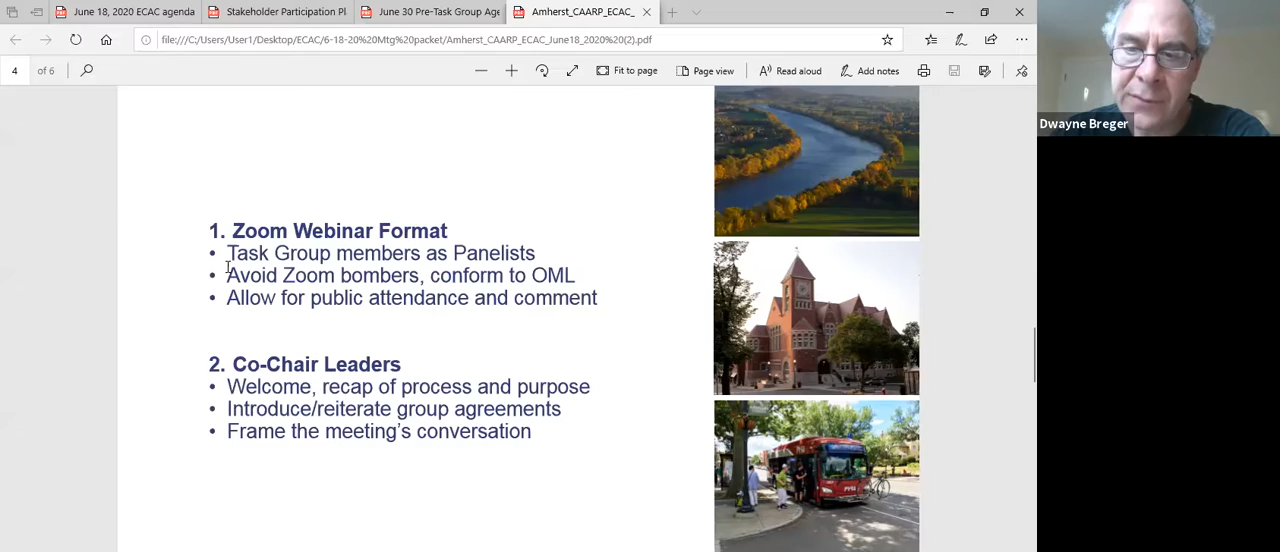 June 18, 2020 ECAC agenda
Stakeholder Participation Pl
June 30 Pre-Task Group Age
Amherst_CAARP_ECAC_
file:///C:/Users/User1/Desktop/ECAC/6-18-20%20Mtg%20packet/Amherst_CAARP_ECAC_June18_2020%20(2).pdf
4 of 6
Fit to page
Page view
Read aloud
Add notes
Dwayne Breger
1. Zoom Webinar Format
• Task Group members as Panelists
• Avoid Zoom bombers, conform to OML
• Allow for public attendance and comment
2. Co-Chair Leaders
• Welcome, recap of process and purpose
• Introduce/reiterate group agreements
• Frame the meeting's conversation